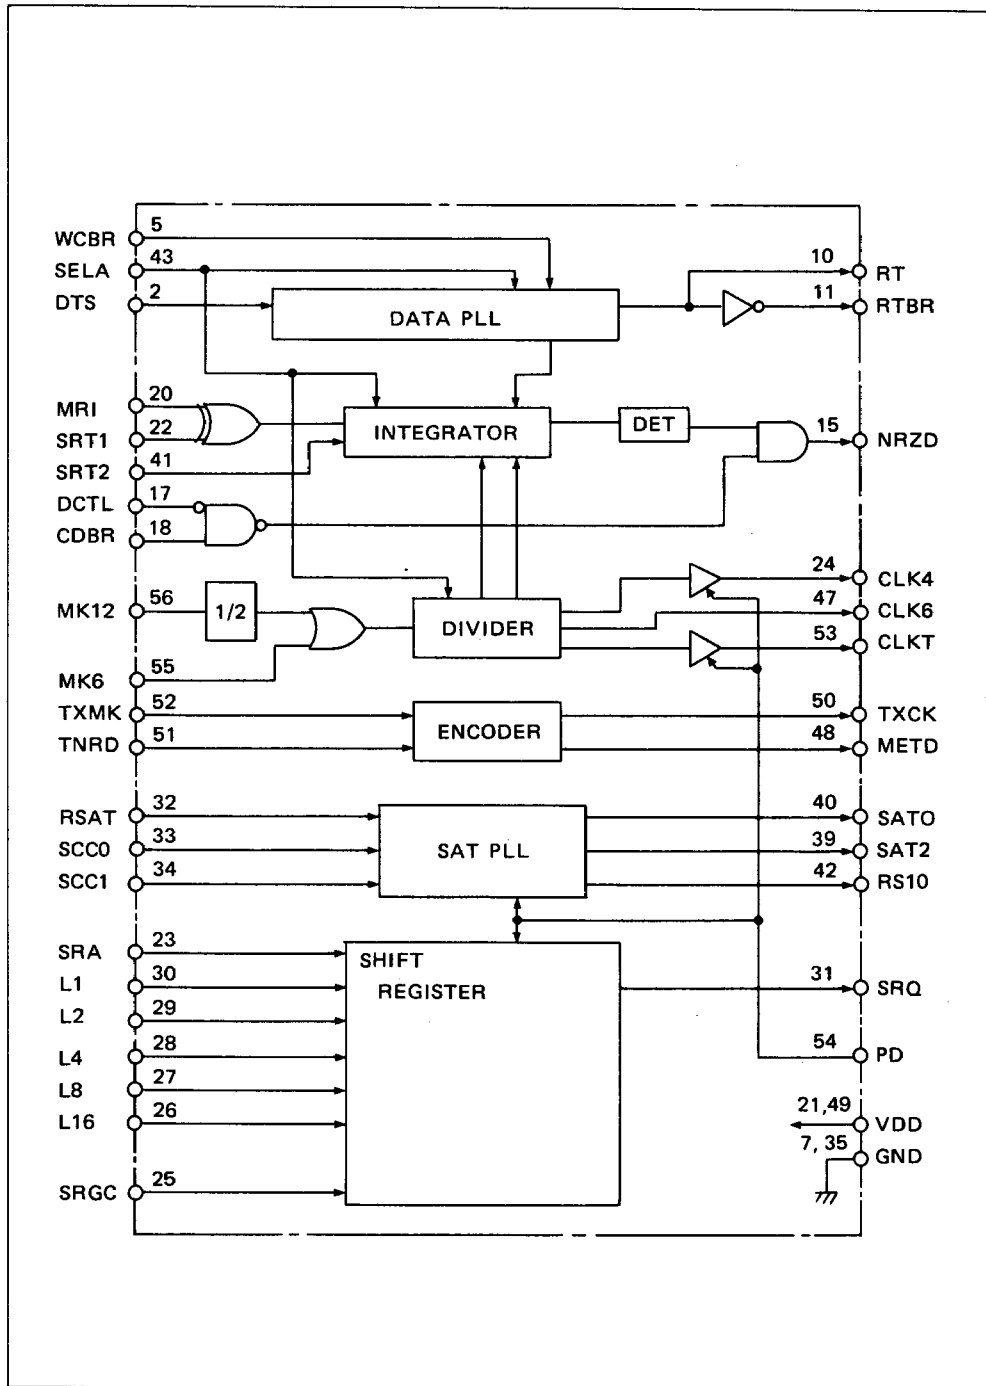 WCBR 5
SELA 43
DTS 2
DATA PLL
10 RT
11 RTBR
MRI 20
SRT1 22
SRT2 41
INTEGRATOR
DET
15 NRZD
DCTL 17
CDBR 18
MK12 56
1/2
MK6 55
DIVIDER
24 CLK4
47 CLK6
53 CLKT
TXMK 52
TNRD 51
ENCODER
50 TXCK
48 METD
RSAT 32
SCC0 33
SCC1 34
SAT PLL
40 SATO
39 SAT2
42 RS10
SRA 23
L1 30
L2 29
L4 28
L8 27
L16 26
SRGC 25
SHIFT
REGISTER
31 SRQ
54 PD
21,49 VDD
7, 35 GND